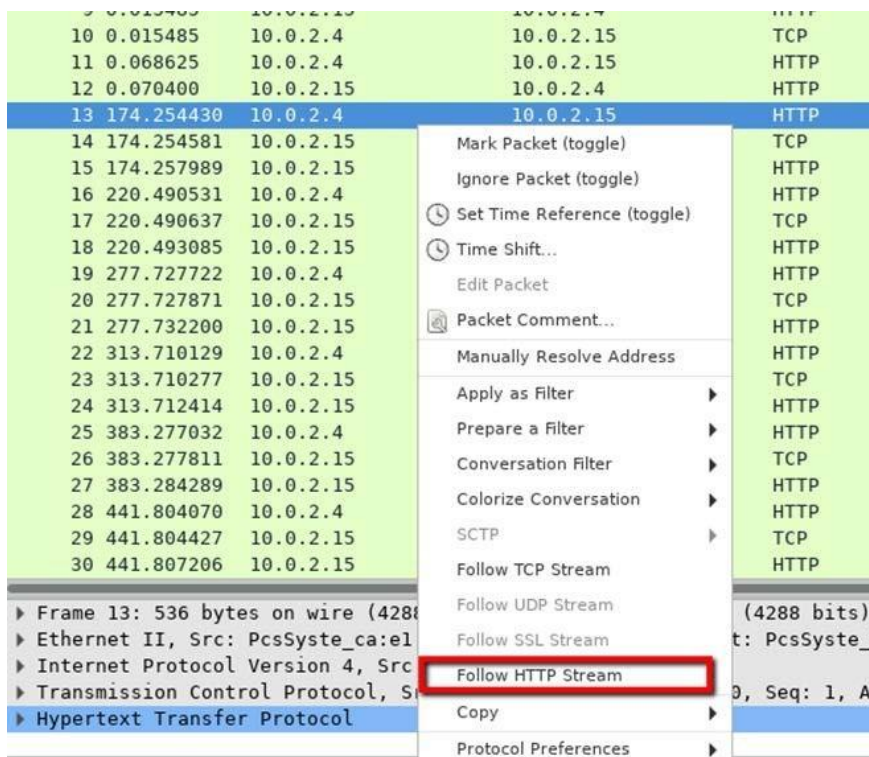 10 0.015485 10.0.2.4 10.0.2.15 TCP
11 0.068625 10.0.2.4 10.0.2.15 HTTP
12 0.070400 10.0.2.15 10.0.2.4 HTTP
13 174.254430 10.0.2.4 10.0.2.15 HTTP
14 174.254581 10.0.2.15 TCP
15 174.257989 10.0.2.15 HTTP
16 220.490531 10.0.2.4 HTTP
17 220.490637 10.0.2.15 TCP
18 220.493085 10.0.2.15 HTTP
19 277.727722 10.0.2.4 HTTP
20 277.727871 10.0.2.15 TCP
21 277.732200 10.0.2.15 HTTP
22 313.710129 10.0.2.4 HTTP
23 313.710277 10.0.2.15 TCP
24 313.712414 10.0.2.15 HTTP
25 383.277032 10.0.2.4 HTTP
26 383.277811 10.0.2.15 TCP
27 383.284289 10.0.2.15 HTTP
28 441.804070 10.0.2.4 HTTP
29 441.804427 10.0.2.15 TCP
30 441.807206 10.0.2.15 HTTP
Mark Packet (toggle)
Ignore Packet (toggle)
Set Time Reference (toggle)
Time Shift...
Edit Packet
Packet Comment...
Manually Resolve Address
Apply as Filter
Prepare a Filter
Conversation Filter
Colorize Conversation
SCTP
Follow TCP Stream
Follow UDP Stream
Follow SSL Stream
Follow HTTP Stream
Copy
Protocol Preferences
Frame 13: 536 bytes on wire (428 (4288 bits)
Ethernet II, Src: PcsSyste_ca:e1 t: PcsSyste_
Internet Protocol Version 4, Src
Transmission Control Protocol, S 0, Seq: 1, A
Hypertext Transfer Protocol